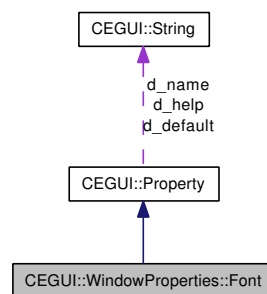 CEGUI::String
d_name
d_help
d_default
CEGUI::Property
CEGUI::WindowProperties::Font